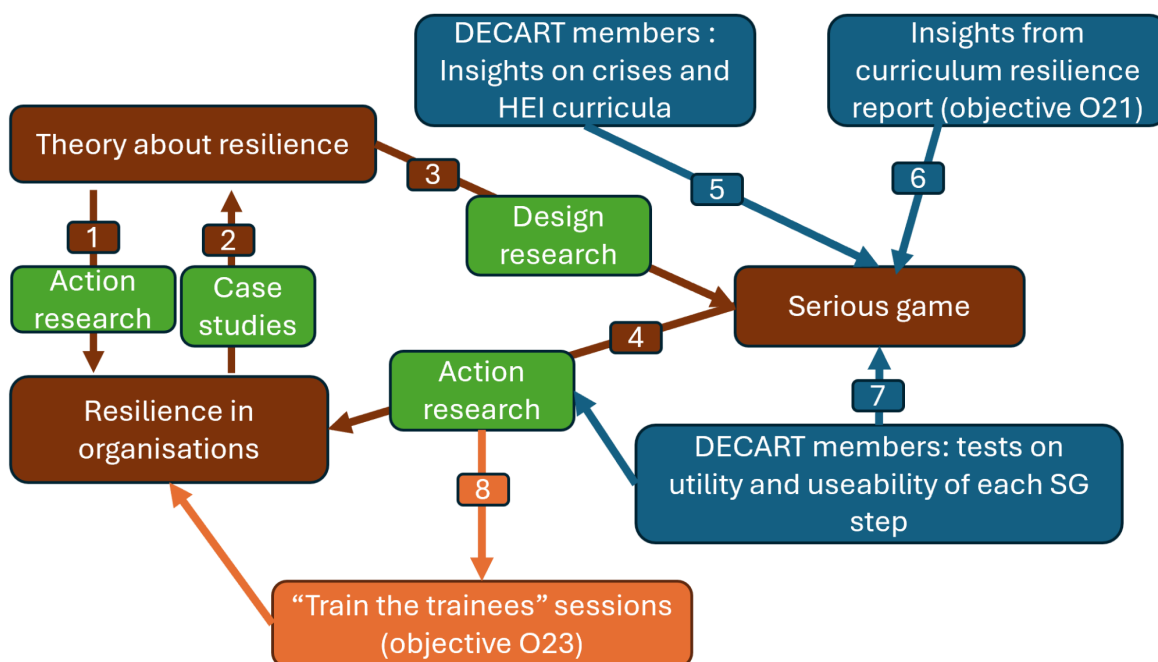 DECART members :
Insights on crises and
HEI curricula
Insights from
curriculum resilience
report (objective O21)
Theory about resilience
3
5
6
1
2
Design
research
Action
research
Case
studies
Serious game
4
Action
research
Resilience in
organisations
7
DECART members: tests on
utility and useability of each SG
step
8
“Train the trainees” sessions
(objective O23)